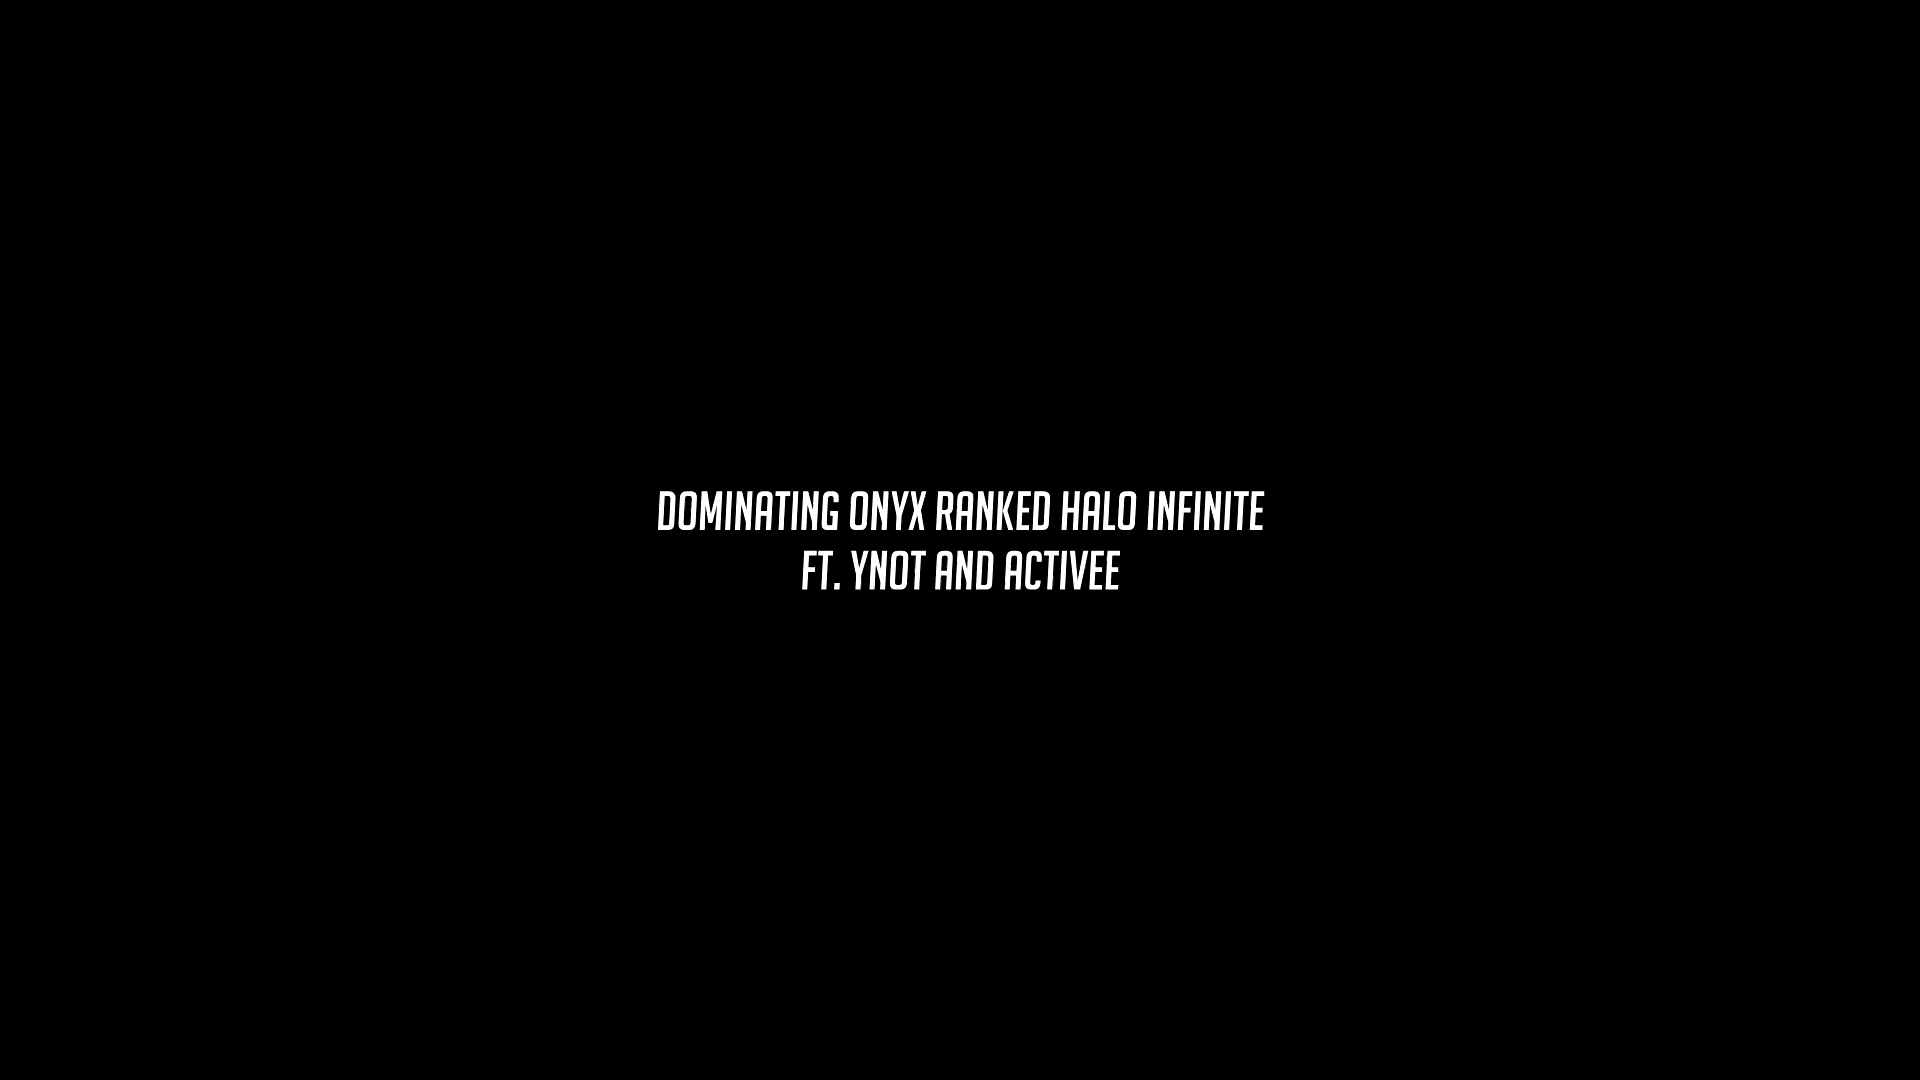 DOMINATING ONYX RANKED HALO INFINITE
FT. YNOT AND ACTIVEE